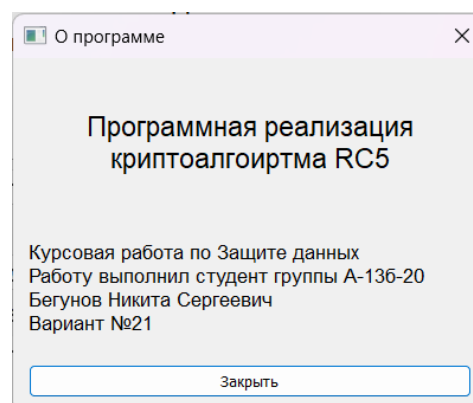 О программе
Программная реализация
криптоалгоиртма RC5
Курсовая работа по Защите данных
Работу выполнил студент группы А-13б-20
Бегунов Никита Сергеевич
Вариант №21
Закрыть